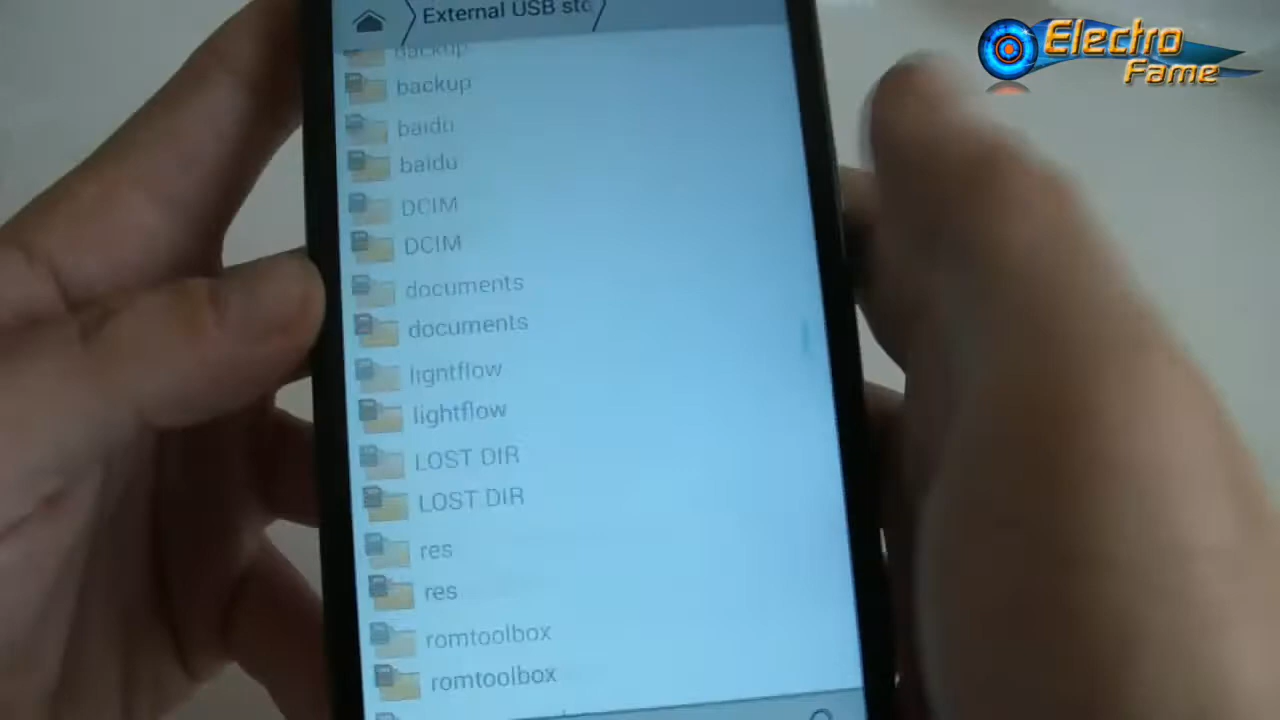 External USB sto
Electro
Fame
backup
backup
baidu
baidu
DCIM
DCIM
documents
documents
lightflow
lightflow
LOST DIR
LOST DIR
res
res
romtoolbox
romtoolbox